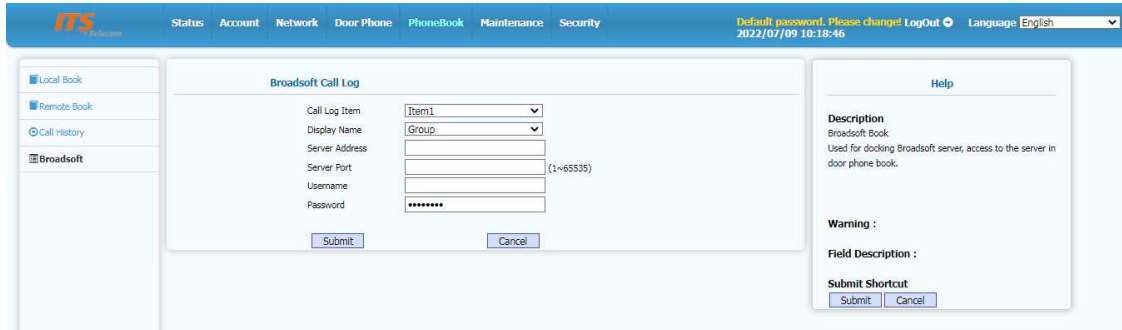 ITS
Telecom
Status Account Network Door Phone PhoneBook Maintenance Security
Default password. Please change! LogOut Language English
2022/07/09 10:18:46
Local Book
Remote Book
Call History
Broadsoft
Broadsoft Call Log
Call Log Item Item1
Display Name Group
Server Address
Server Port (1~65535)
Username
Password ••••••••
Submit Cancel
Help
Description
Broadsoft Book
Used for docking Broadsoft server, access to the server in
door phone book.
Warning :
Field Description :
Submit Shortcut
Submit Cancel